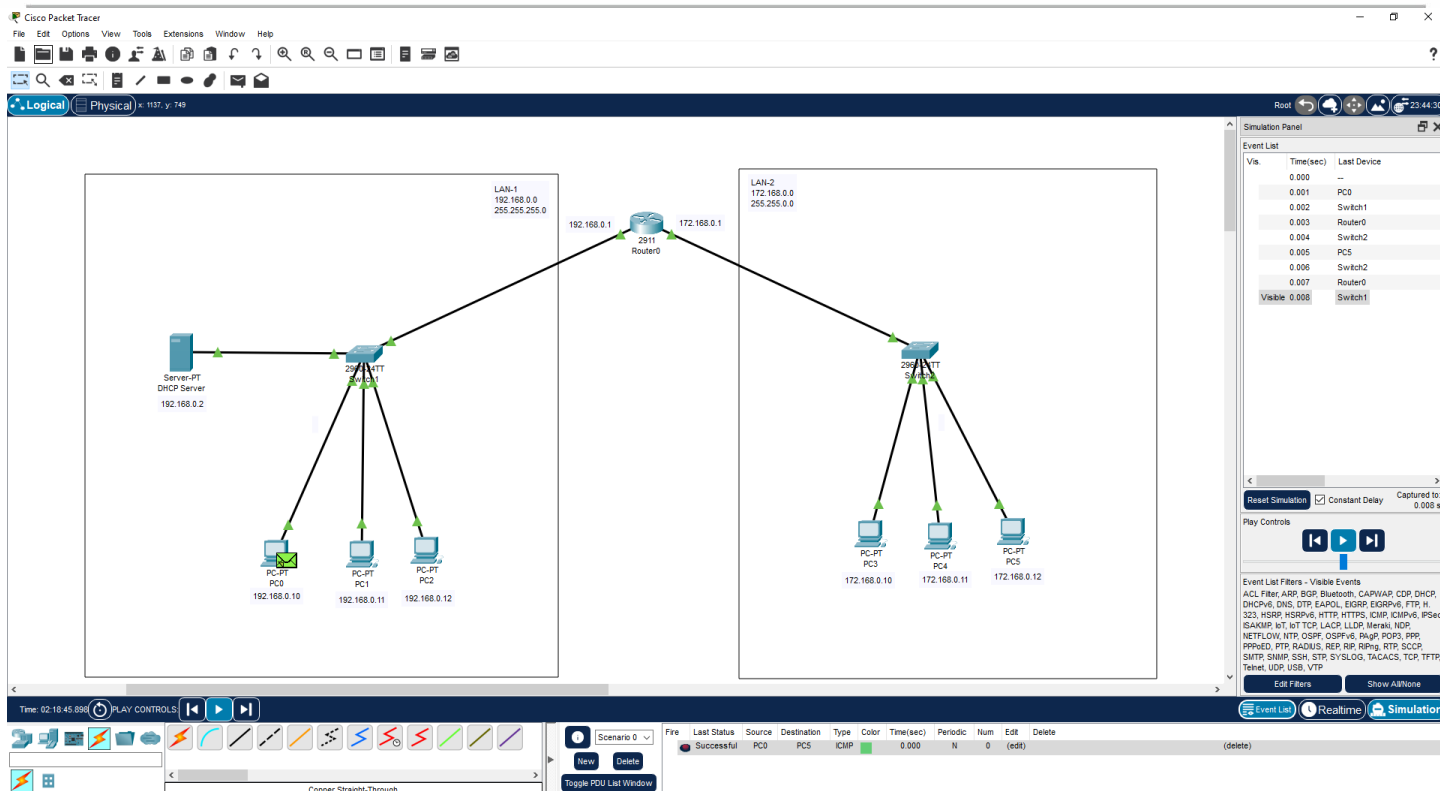 Cisco Packet Tracer
File Edit Options View Tools Extensions Window Help
?
Logical Physical x: 1137, y: 749
Root 23:44:30
Simulation Panel
Event List
Vis. Time(sec) Last Device
0.000 --
0.001 PC0
0.002 Switch1
0.003 Router0
0.004 Switch2
0.005 PC5
0.006 Switch2
0.007 Router0
Visible 0.008 Switch1
Reset Simulation Constant Delay
Captured to:
0.008 s
Play Controls
Event List Filters - Visible Events
ACL Filter, ARP, BGP, Bluetooth, CAPWAP, CDP, DHCP,
DHCPv6, DNS, DTP, EAPOL, EIGRP, EIGRPv6, FTP, H.
323, HSRP, HSRPv6, HTTP, HTTPS, ICMP, ICMPv6, IPSec,
ISAKMP, IoT, IoT TCP, LACP, LLDP, Meraki, NDP,
NETFLOW, NTP, OSPF, OSPFv6, PAgP, POP3, PPP,
PPPoED, PTP, RADIUS, REP, RIP, RIPng, RTP, SCCP,
SMTP, SNMP, SSH, STP, SYSLOG, TACACS, TCP, TFTP,
Telnet, UDP, USB, VTP
Edit Filters Show All/None
LAN-1
192.168.0.0
255.255.255.0
LAN-2
172.168.0.0
255.255.0.0
192.168.0.1
172.168.0.1
2911
Router0
Server-PT
DHCP Server
192.168.0.2
2960-24TT
Switch1
2960-24TT
Switch2
PC-PT
PC0
192.168.0.10
PC-PT
PC1
192.168.0.11
PC-PT
PC2
192.168.0.12
PC-PT
PC3
172.168.0.10
PC-PT
PC4
172.168.0.11
PC-PT
PC5
172.168.0.12
Time: 02:18:45.898 PLAY CONTROLS:
Event List Realtime Simulation
Copper Straight-Through
Scenario 0
New Delete
Toggle PDU List Window
Fire Last Status Source Destination Type Color Time(sec) Periodic Num Edit Delete
Successful PC0 PC5 ICMP 0.000 N 0 (edit) (delete)